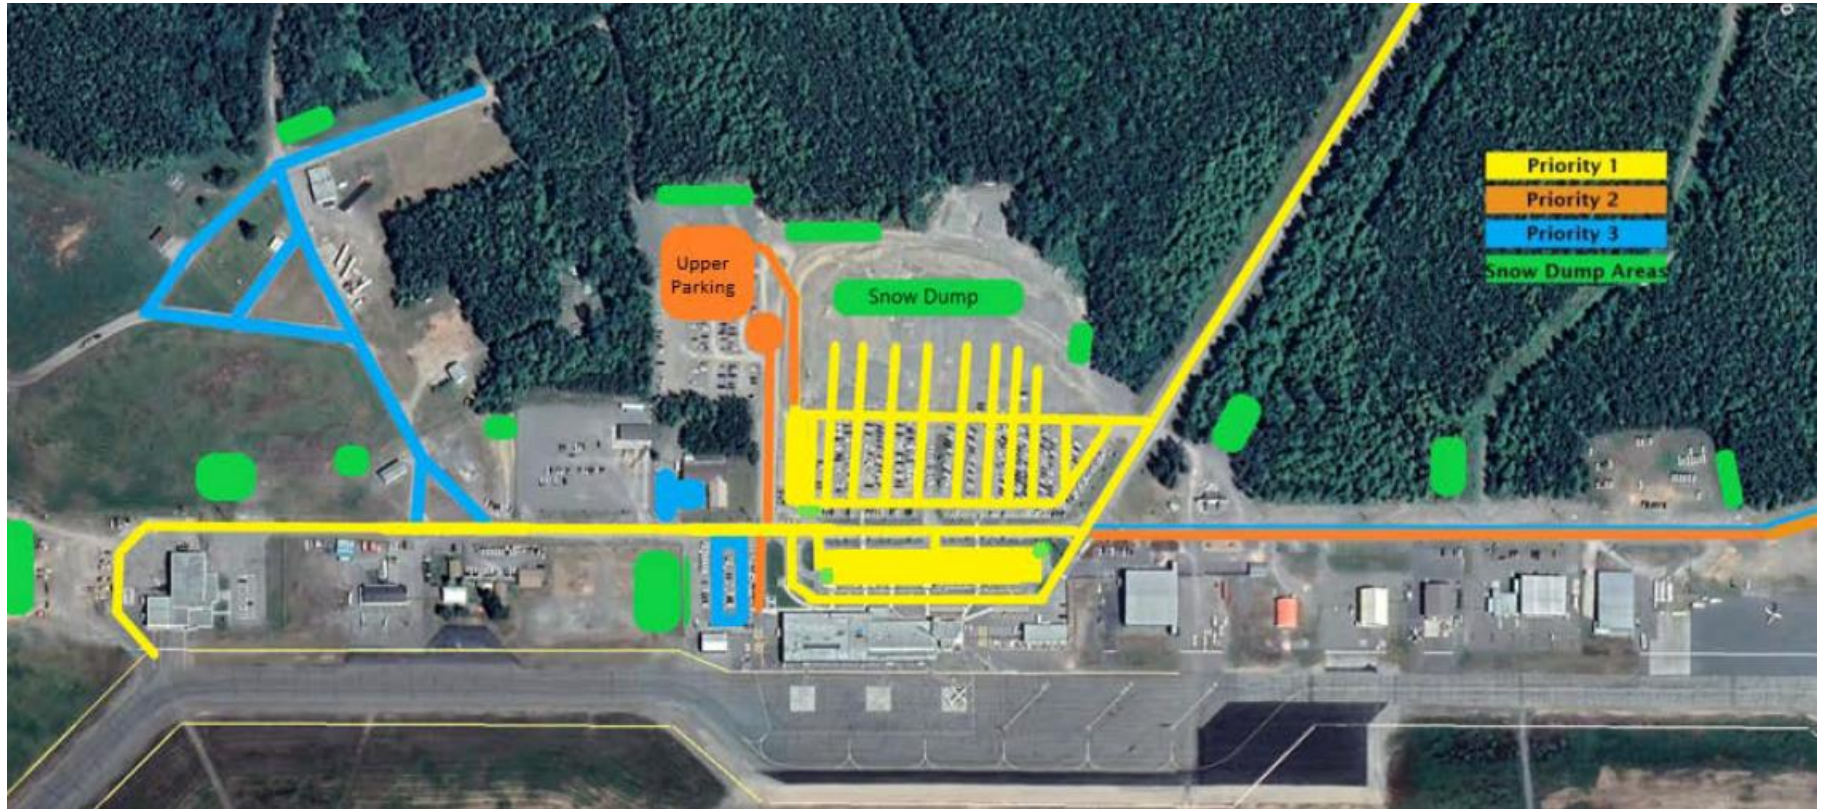 Priority 1
Priority 2
Priority 3
Snow Dump Areas
Upper
Parking
Snow Dump